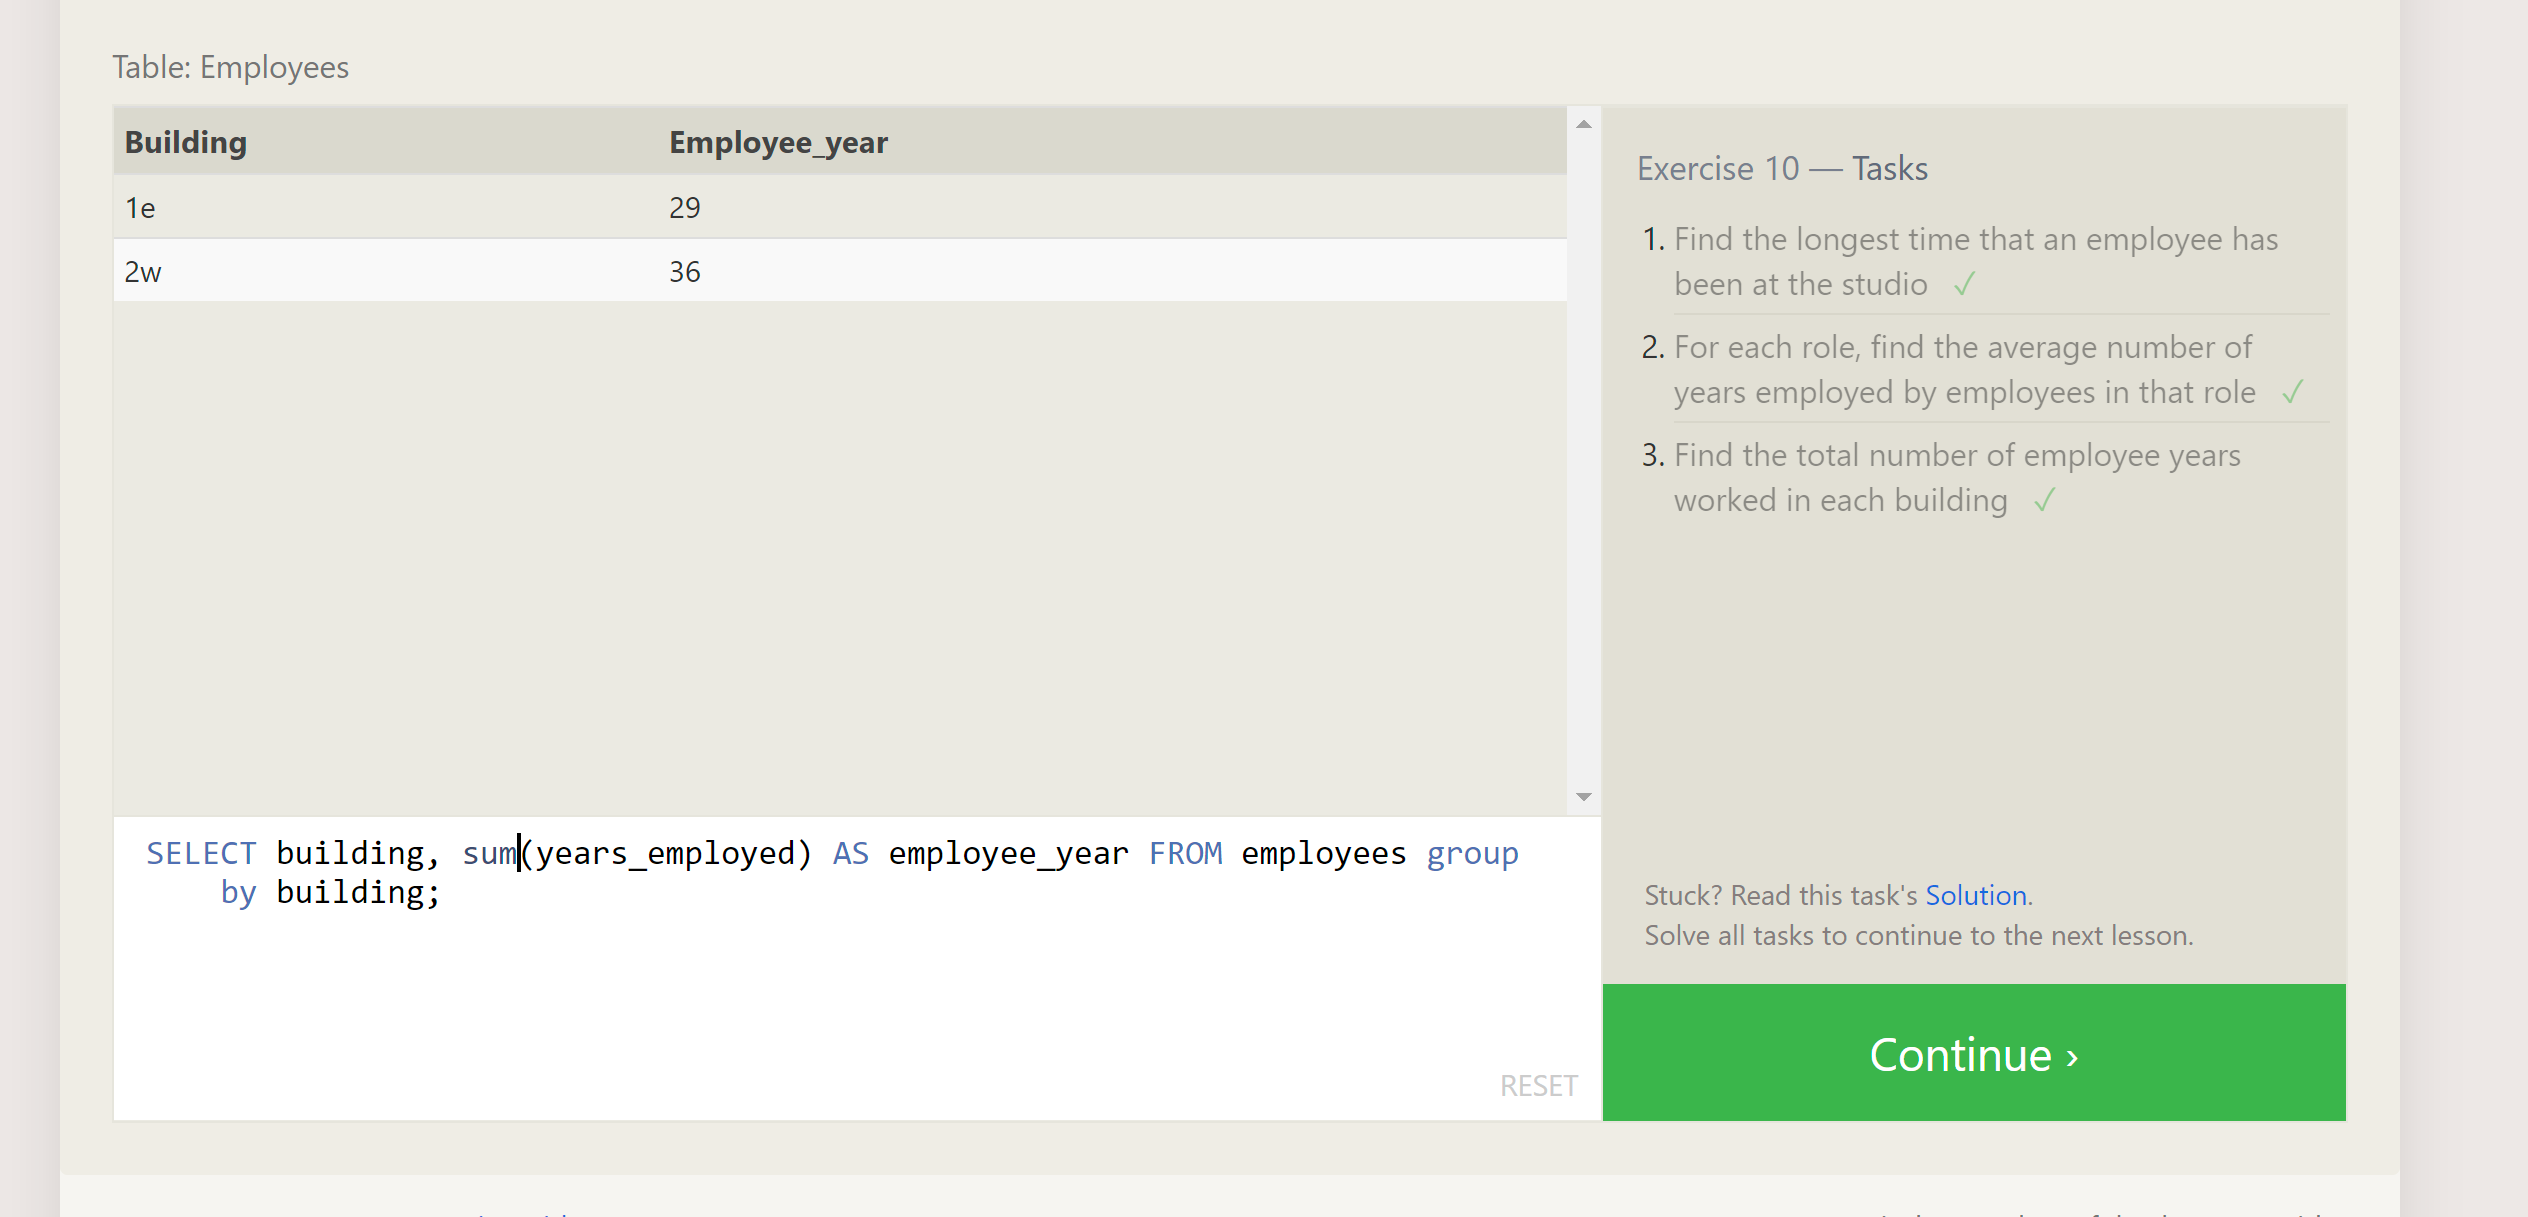 Table: Employees
Building Employee_year
1e 29
2w 36
SELECT building, sum(years_employed) AS employee_year FROM employees group
by building;
RESET
Exercise 10 — Tasks
1. Find the longest time that an employee has
been at the studio ✓
2. For each role, find the average number of
years employed by employees in that role ✓
3. Find the total number of employee years
worked in each building ✓
Stuck? Read this task's Solution.
Solve all tasks to continue to the next lesson.
Continue ›